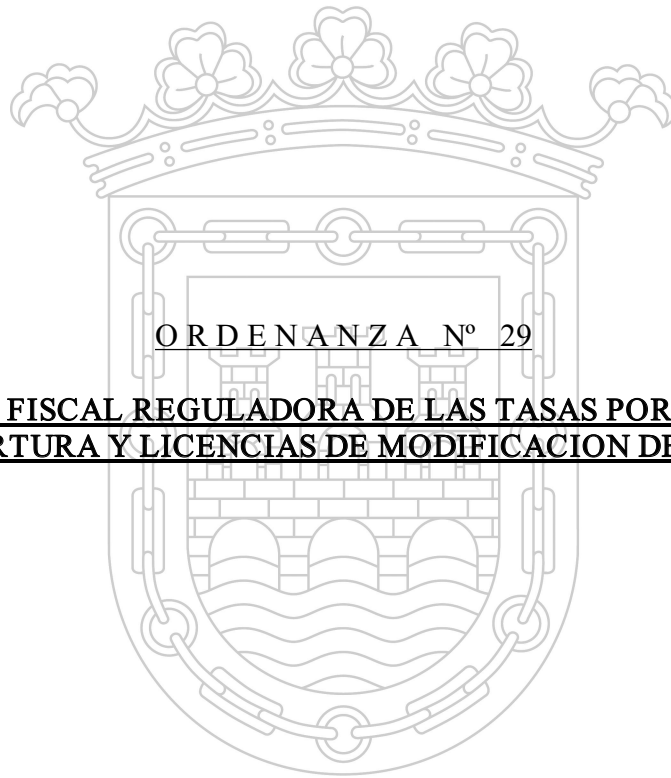 O R D E N A N Z A Nº 29
FISCAL REGULADORA DE LAS TASAS POR
RTURA Y LICENCIAS DE MODIFICACION DE